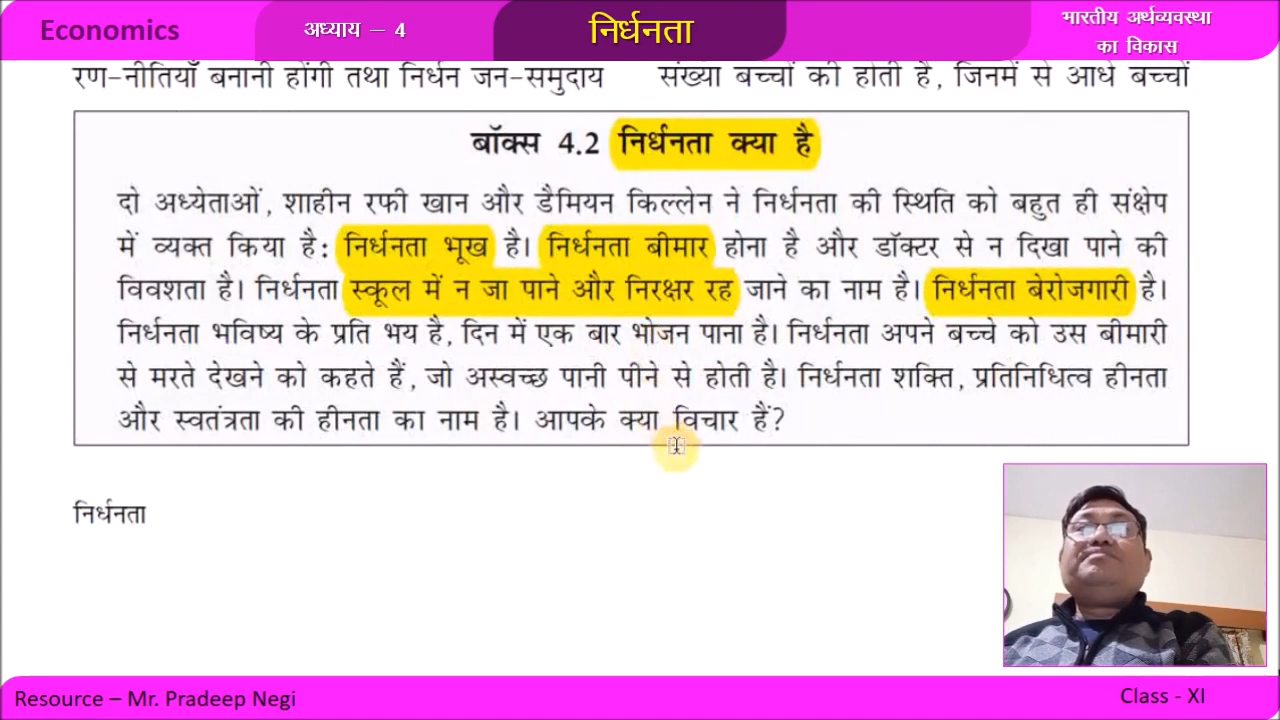 Economics
अध्याय – 4
निर्धनता
भारतीय अर्थव्यवस्था
का विकास
रण–नीतियाँ बनानी होंगी तथा निर्धन जन–समुदाय
संख्या बच्चों की होती है, जिनमें से आधे बच्चों
बॉक्स 4.2 निर्धनता क्या है
दो अध्येताओं, शाहीन रफी खान और डैमियन किल्लेन ने निर्धनता की स्थिति को बहुत ही संक्षेप
में व्यक्त किया है: निर्धनता भूख है। निर्धनता बीमार होना है और डॉक्टर से न दिखा पाने की
विवशता है। निर्धनता स्कूल में न जा पाने और निरक्षर रह जाने का नाम है। निर्धनता बेरोजगारी है।
निर्धनता भविष्य के प्रति भय है, दिन में एक बार भोजन पाना है। निर्धनता अपने बच्चे को उस बीमारी
से मरते देखने को कहते हैं, जो अस्वच्छ पानी पीने से होती है। निर्धनता शक्ति, प्रतिनिधित्व हीनता
और स्वतंत्रता की हीनता का नाम है। आपके क्या विचार हैं?
निर्धनता
Resource – Mr. Pradeep Negi
Class - XI